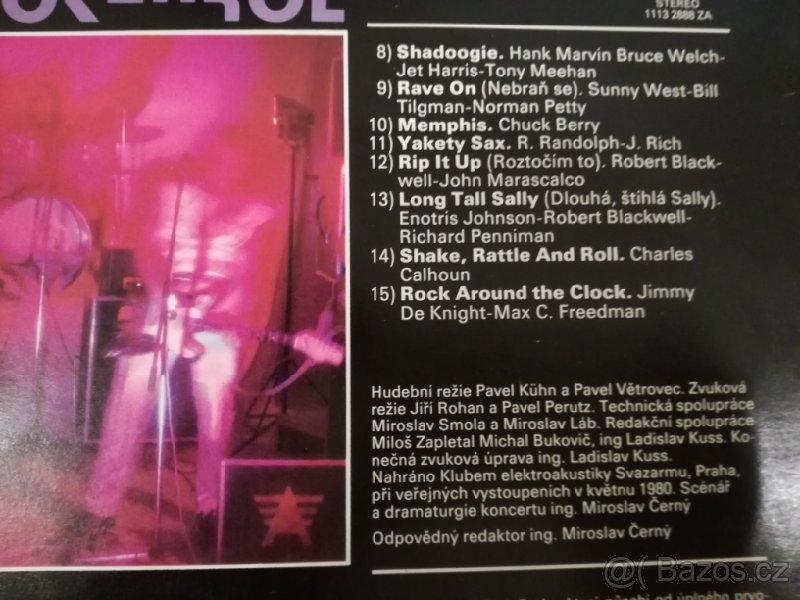 STEREO
1113 2888 ZA
8) Shadoogie. Hank Marvin Bruce Welch-
Jet Harris-Tony Meehan
9) Rave On (Nebraň se). Sunny West-Bill
Tilgman-Norman Petty
10) Memphis. Chuck Berry
11) Yakety Sax. R. Randolph-J. Rich
12) Rip It Up (Roztočím to). Robert Black-
well-John Marascalco
13) Long Tall Sally (Dlouhá, štíhlá Sally).
Enotris Johnson-Robert Blackwell-
Richard Penniman
14) Shake, Rattle And Roll. Charles
Calhoun
15) Rock Around the Clock. Jimmy
De Knight-Max C. Freedman
Hudební režie Pavel Kühn a Pavel Větrovec. Zvuková
režie Jiří Rohan a Pavel Perutz. Technická spolupráce
Miroslav Smola a Miroslav Láb. Redakční spolupráce
Miloš Zapletal Michal Bukovič, ing Ladislav Kuss. Ko-
nečná zvuková úprava ing. Ladislav Kuss.
Nahráno Klubem elektroakustiky Svazarmu, Praha,
při veřejných vystoupeních v květnu 1980. Scénář
a dramaturgie koncertu ing. Miroslav Černý
Odpovědný redaktor ing. Miroslav Černý
od úplného prvo-
@ Bazos.cz